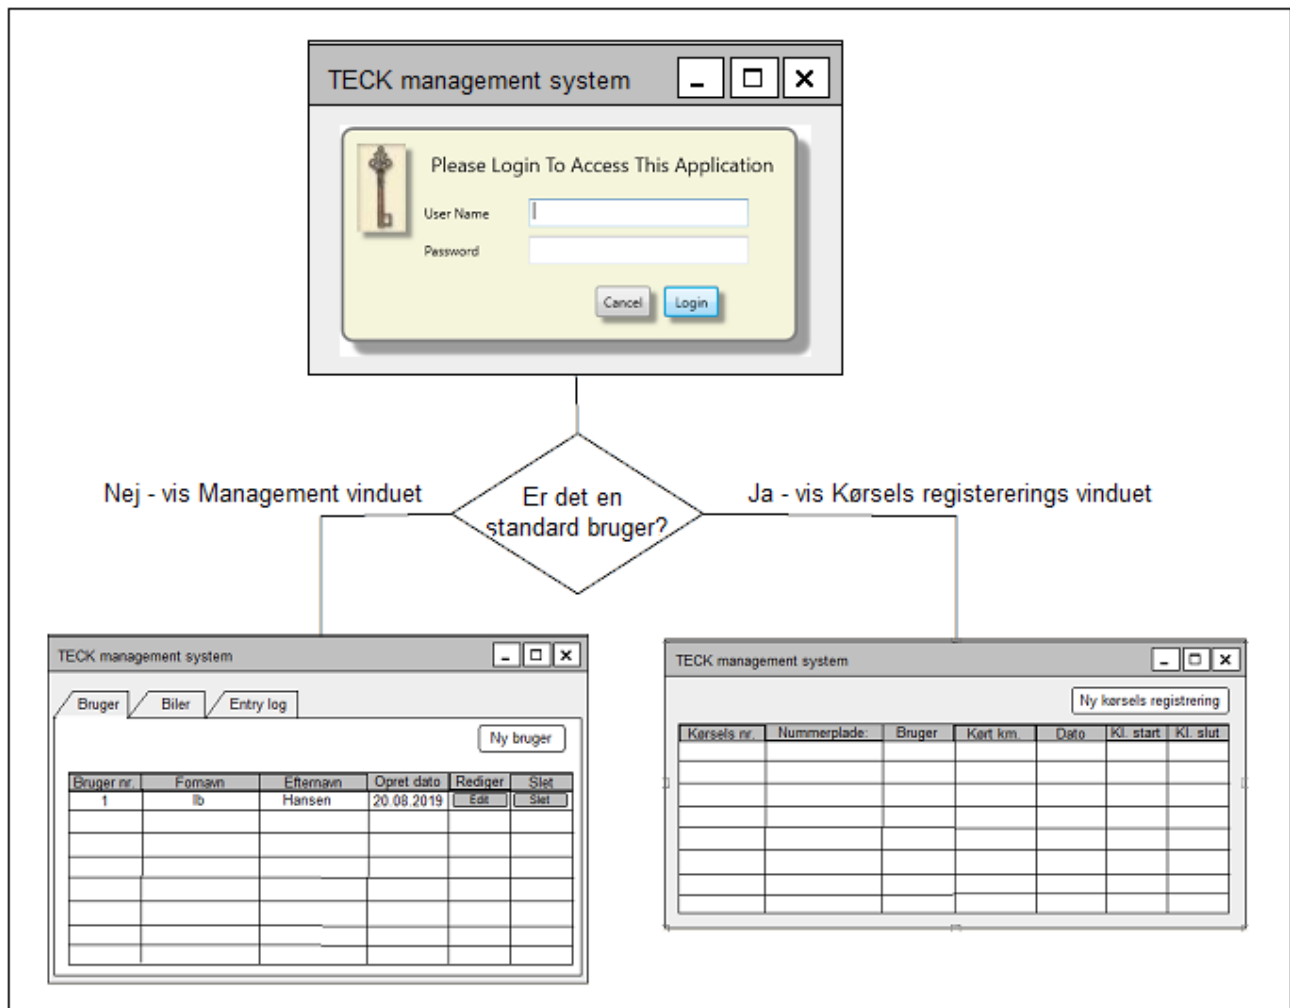 TECK management system
Please Login To Access This Application
User Name
Password
Cancel Login
Nej - vis Management vinduet
Er det en
standard bruger?
Ja - vis Kørsels registererings vinduet
TECK management system
Bruger Biler Entry log
Ny bruger
Bruger nr. Fornavn Efternavn Opret dato Rediger Slet
1 Ib Hansen 20.08.2019 Edit Slet
TECK management system
Ny kørsels registrering
Kørsels nr. Nummerplade: Bruger Kørt km. Dato Kl. start Kl. slut